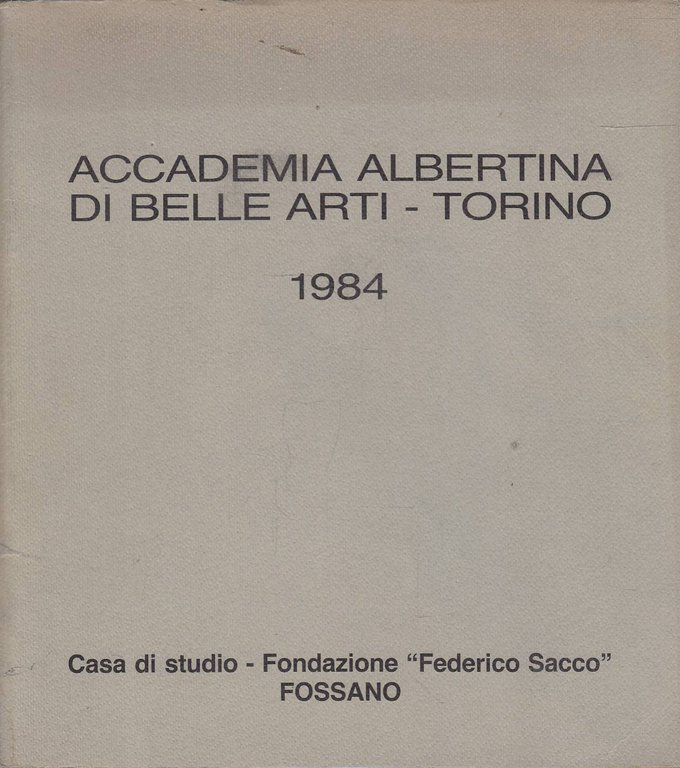 ACCADEMIA ALBERTINA
DI BELLE ARTI - TORINO
1984
Casa di studio - Fondazione “Federico Sacco”
FOSSANO